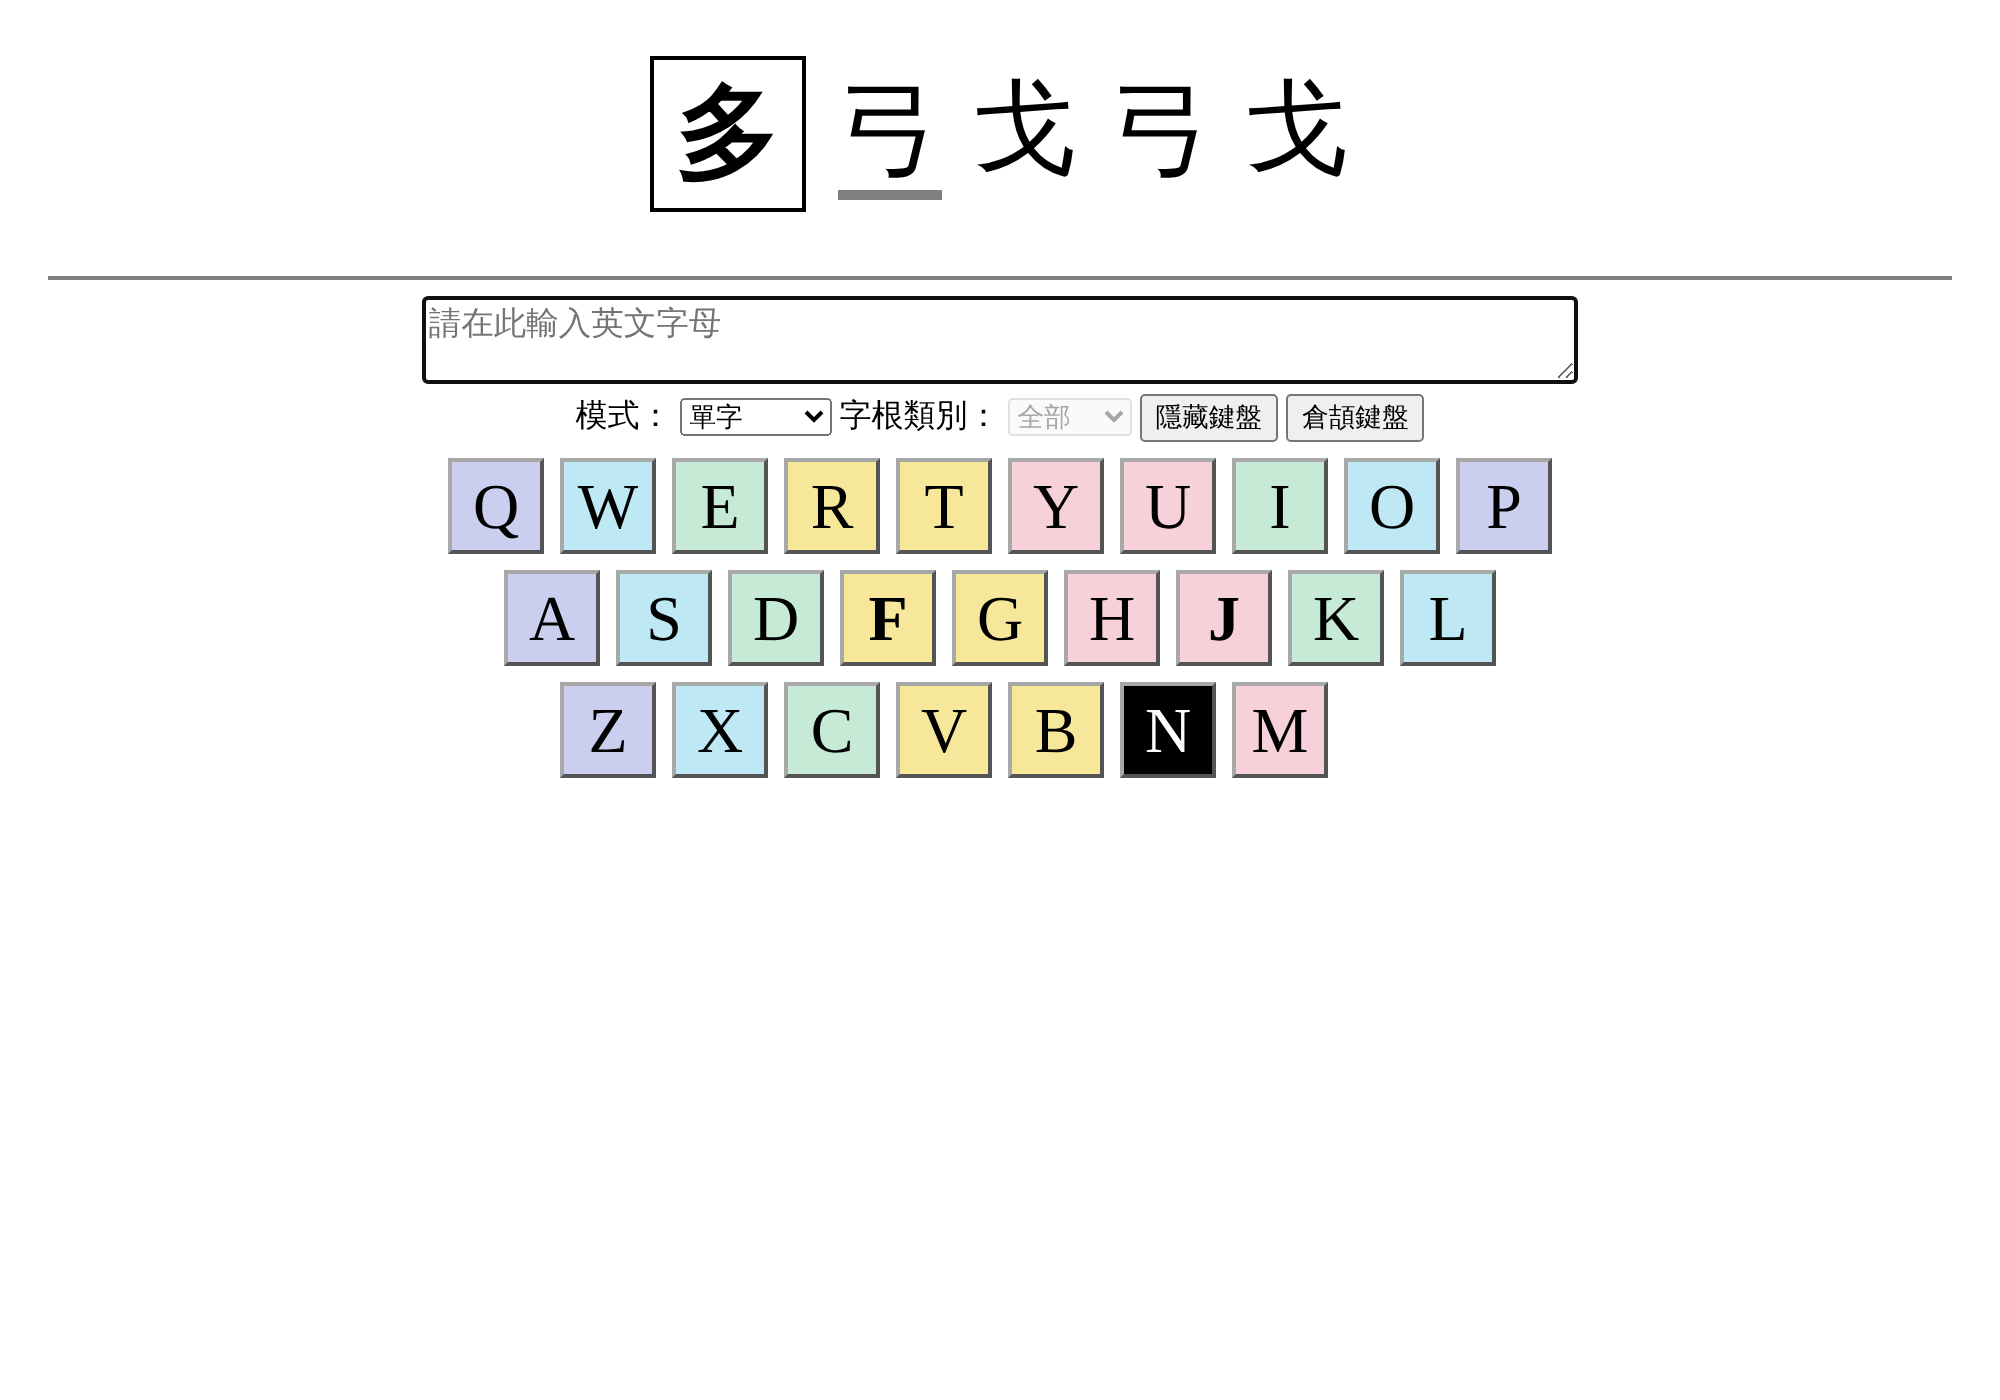 多 弓 戈 弓 戈
請在此輸入英文字母
模式： 單字 字根類別： 全部 隱藏鍵盤 倉頡鍵盤
Q W E R T Y U I O P
A S D F G H J K L
Z X C V B N M